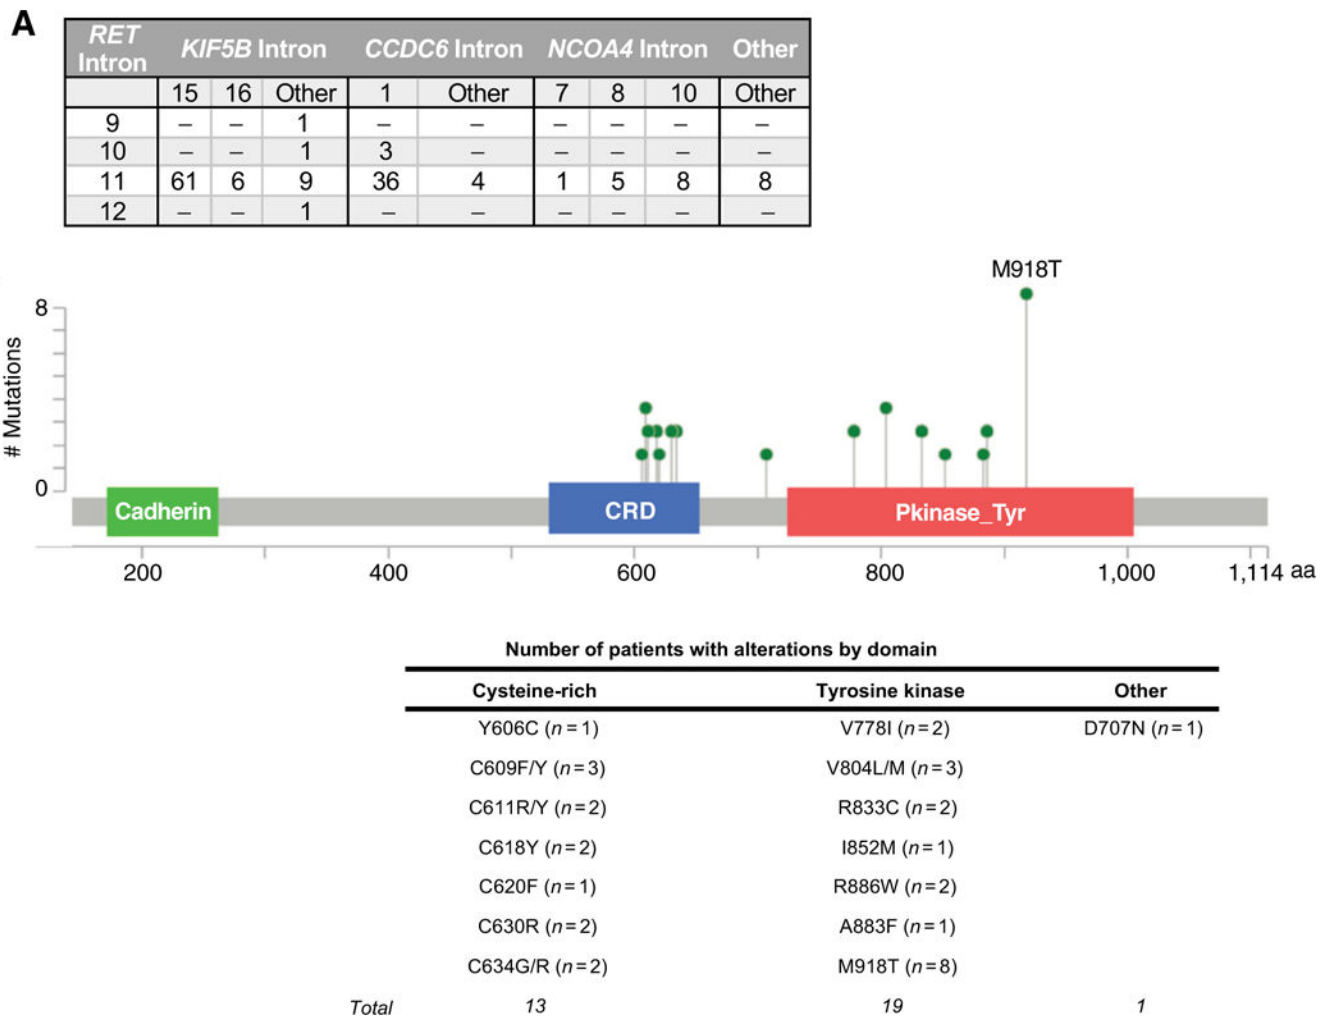 A
RET Intron KIF5B Intron CCDC6 Intron NCOA4 Intron Other
15 16 Other 1 Other 7 8 10 Other
9 – – 1 – – – – – –
10 – – 1 3 – – – – –
11 61 6 9 36 4 1 5 8 8
12 – – 1 – – – – – –
M918T
8
# Mutations
0
Cadherin CRD Pkinase_Tyr
200 400 600 800 1,000 1,114 aa
Number of patients with alterations by domain
Cysteine-rich Tyrosine kinase Other
Y606C (n = 1) V778I (n = 2) D707N (n = 1)
C609F/Y (n = 3) V804L/M (n = 3)
C611R/Y (n = 2) R833C (n = 2)
C618Y (n = 2) I852M (n = 1)
C620F (n = 1) R886W (n = 2)
C630R (n = 2) A883F (n = 1)
C634G/R (n = 2) M918T (n = 8)
Total 13 19 1